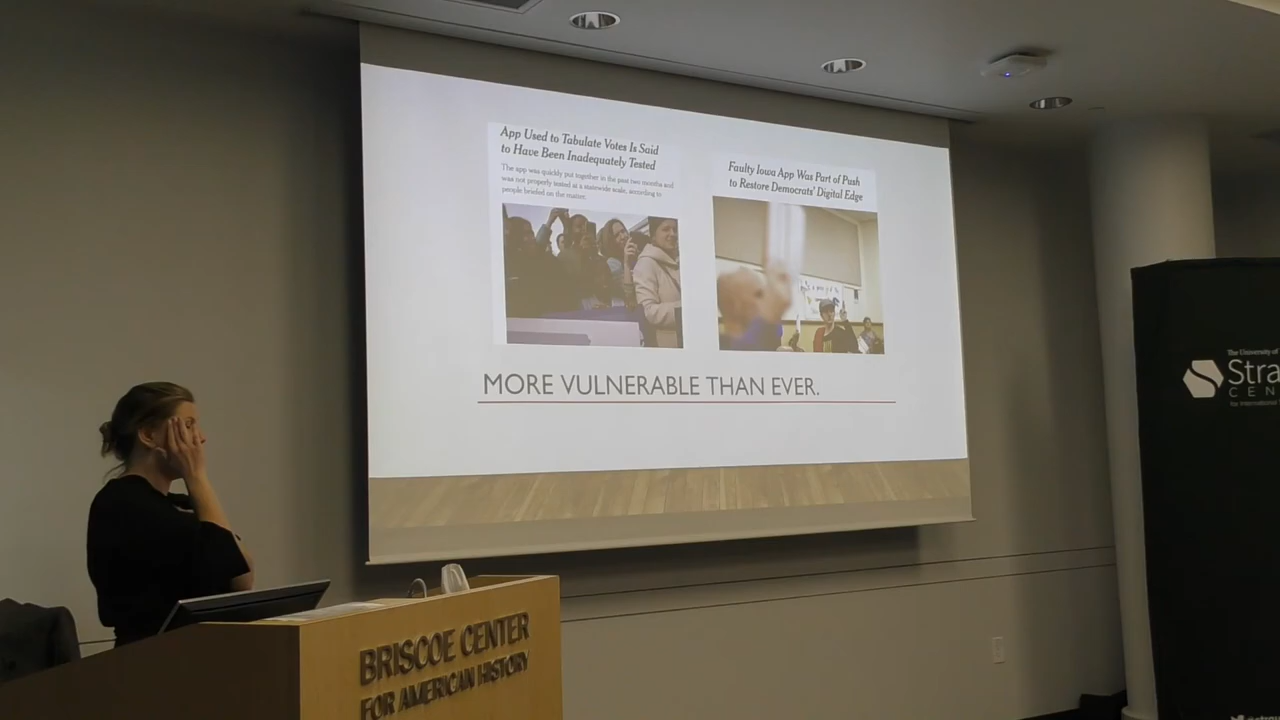 App Used to Tabulate Votes Is Said
to Have Been Inadequately Tested
The app was quickly put together in the past two months and
was not properly tested at a statewide scale, according to
people briefed on the matter.
Faulty Iowa App Was Part of Push
to Restore Democrats' Digital Edge
MORE VULNERABLE THAN EVER.
BRISCOE CENTER
FOR AMERICAN HISTORY
The University of
Stra
CEN
for International